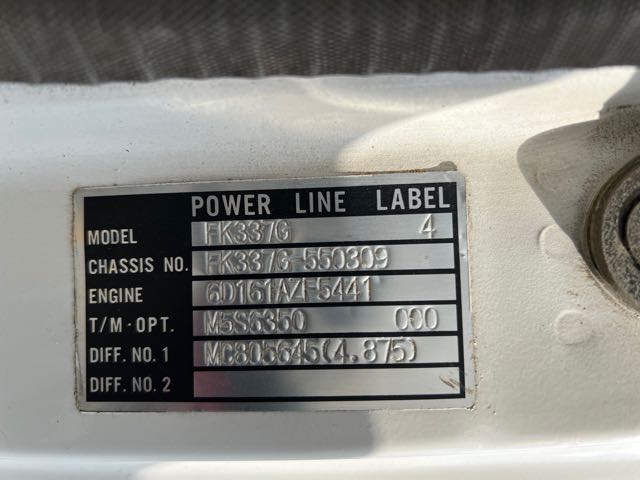 POWER LINE LABEL
MODEL FK337G 4
CHASSIS NO. FK337G-550309
ENGINE 6D161AZF5441
T/M·OPT. M5S6350 000
DIFF. NO. 1 MC805645(4.875)
DIFF. NO. 2